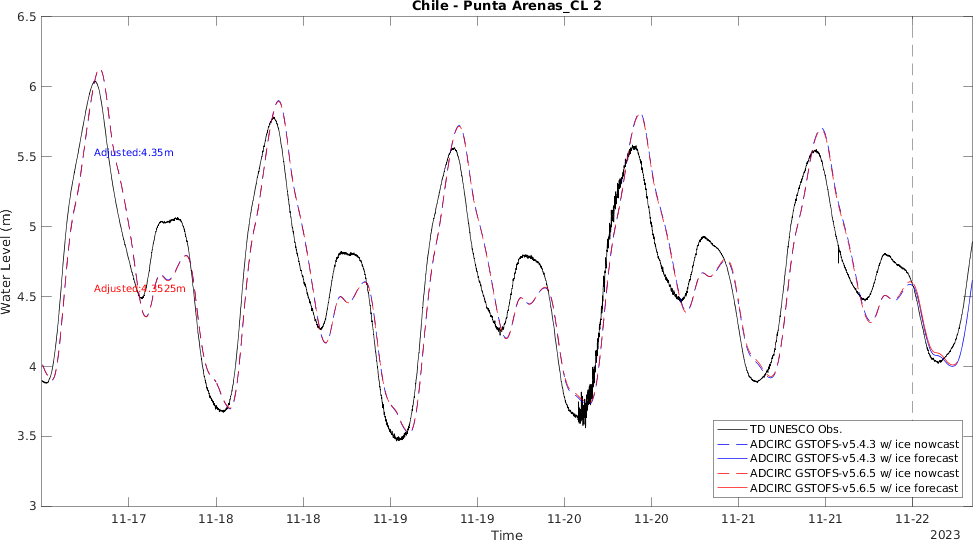 Chile - Punta Arenas_CL 2
6.5
6
5.5
5
4.5
4
3.5
3
Water Level (m)
Adjusted:4.35m
Adjusted:4.3525m
TD UNESCO Obs.
ADCIRC GSTOFS-v5.4.3 w/ ice nowcast
ADCIRC GSTOFS-v5.4.3 w/ ice forecast
ADCIRC GSTOFS-v5.6.5 w/ ice nowcast
ADCIRC GSTOFS-v5.6.5 w/ ice forecast
11-17 11-18 11-18 11-19 11-19 11-20 11-20 11-21 11-21 11-22
Time
2023